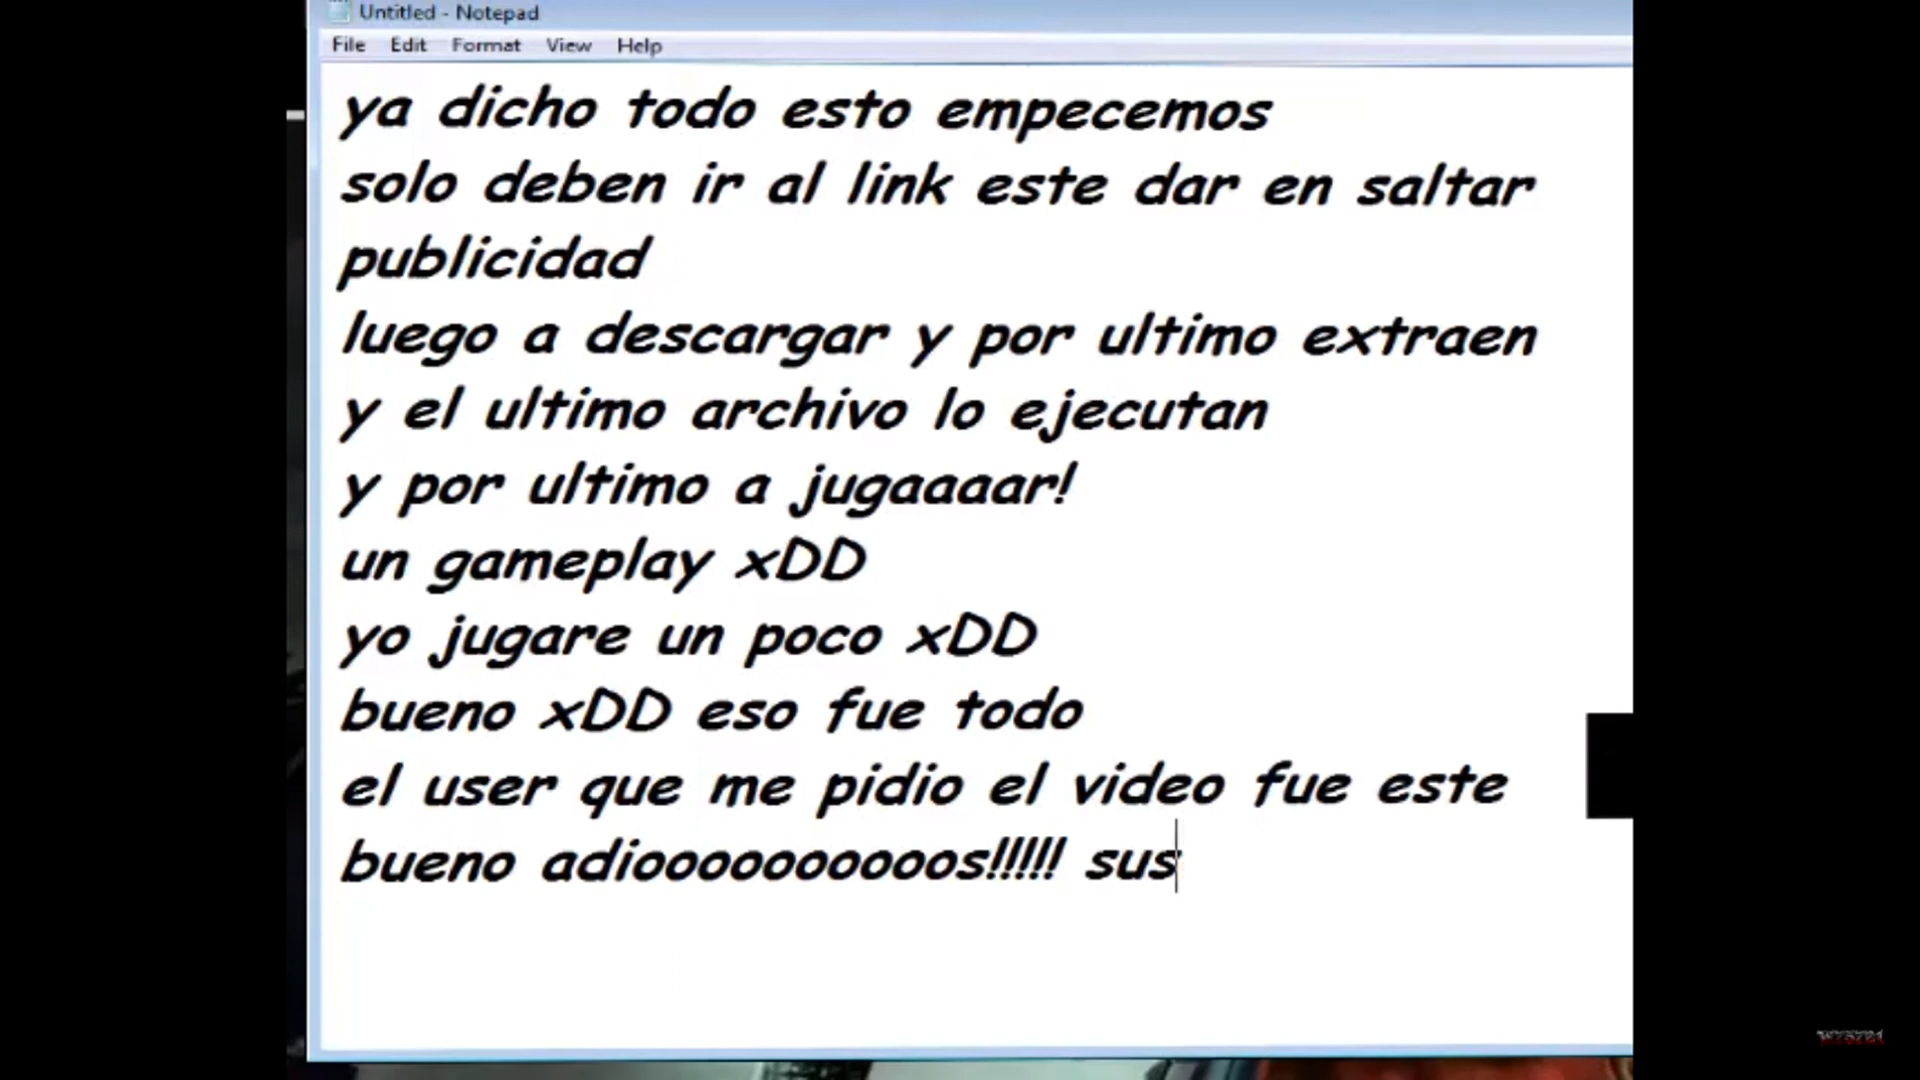 Untitled - Notepad
File Edit Format View Help
ya dicho todo esto empecemos
solo deben ir al link este dar en saltar
publicidad
luego a descargar y por ultimo extraen
y el ultimo archivo lo ejecutan
y por ultimo a jugaaaar!
un gameplay xDD
yo jugare un poco xDD
bueno xDD eso fue todo
el user que me pidio el video fue este
bueno adioooooooooos!!!!! sus